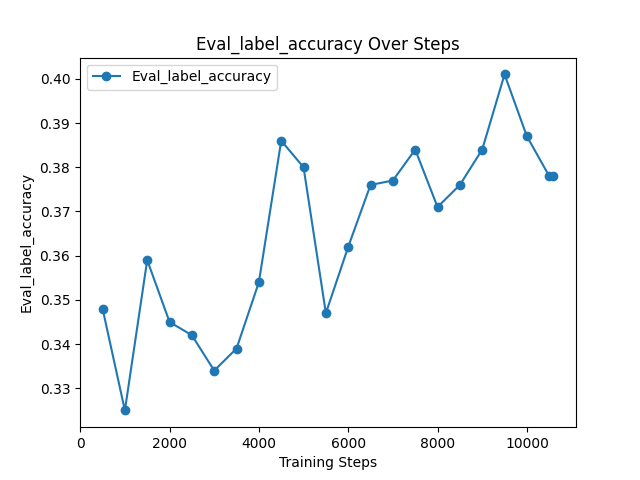 Eval_label_accuracy Over Steps
Eval_label_accuracy
0.40
0.39
0.38
0.37
0.36
0.35
0.34
0.33
Eval_label_accuracy
0 2000 4000 6000 8000 10000
Training Steps